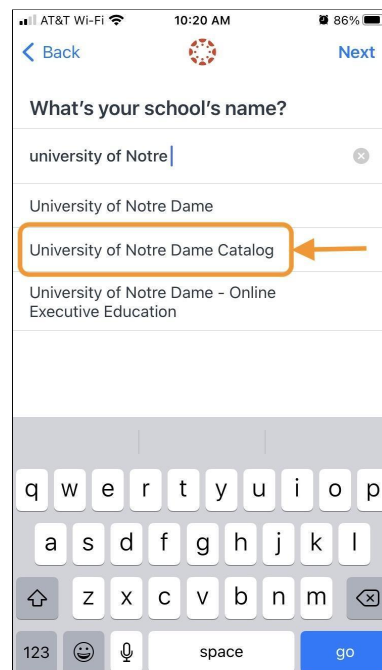 AT&T Wi-Fi 10:20 AM 86%
Back Next
What's your school's name?
university of Notre
University of Notre Dame
University of Notre Dame Catalog
University of Notre Dame - Online
Executive Education
q w e r t y u i o p
a s d f g h j k l
z x c v b n m
123 space go